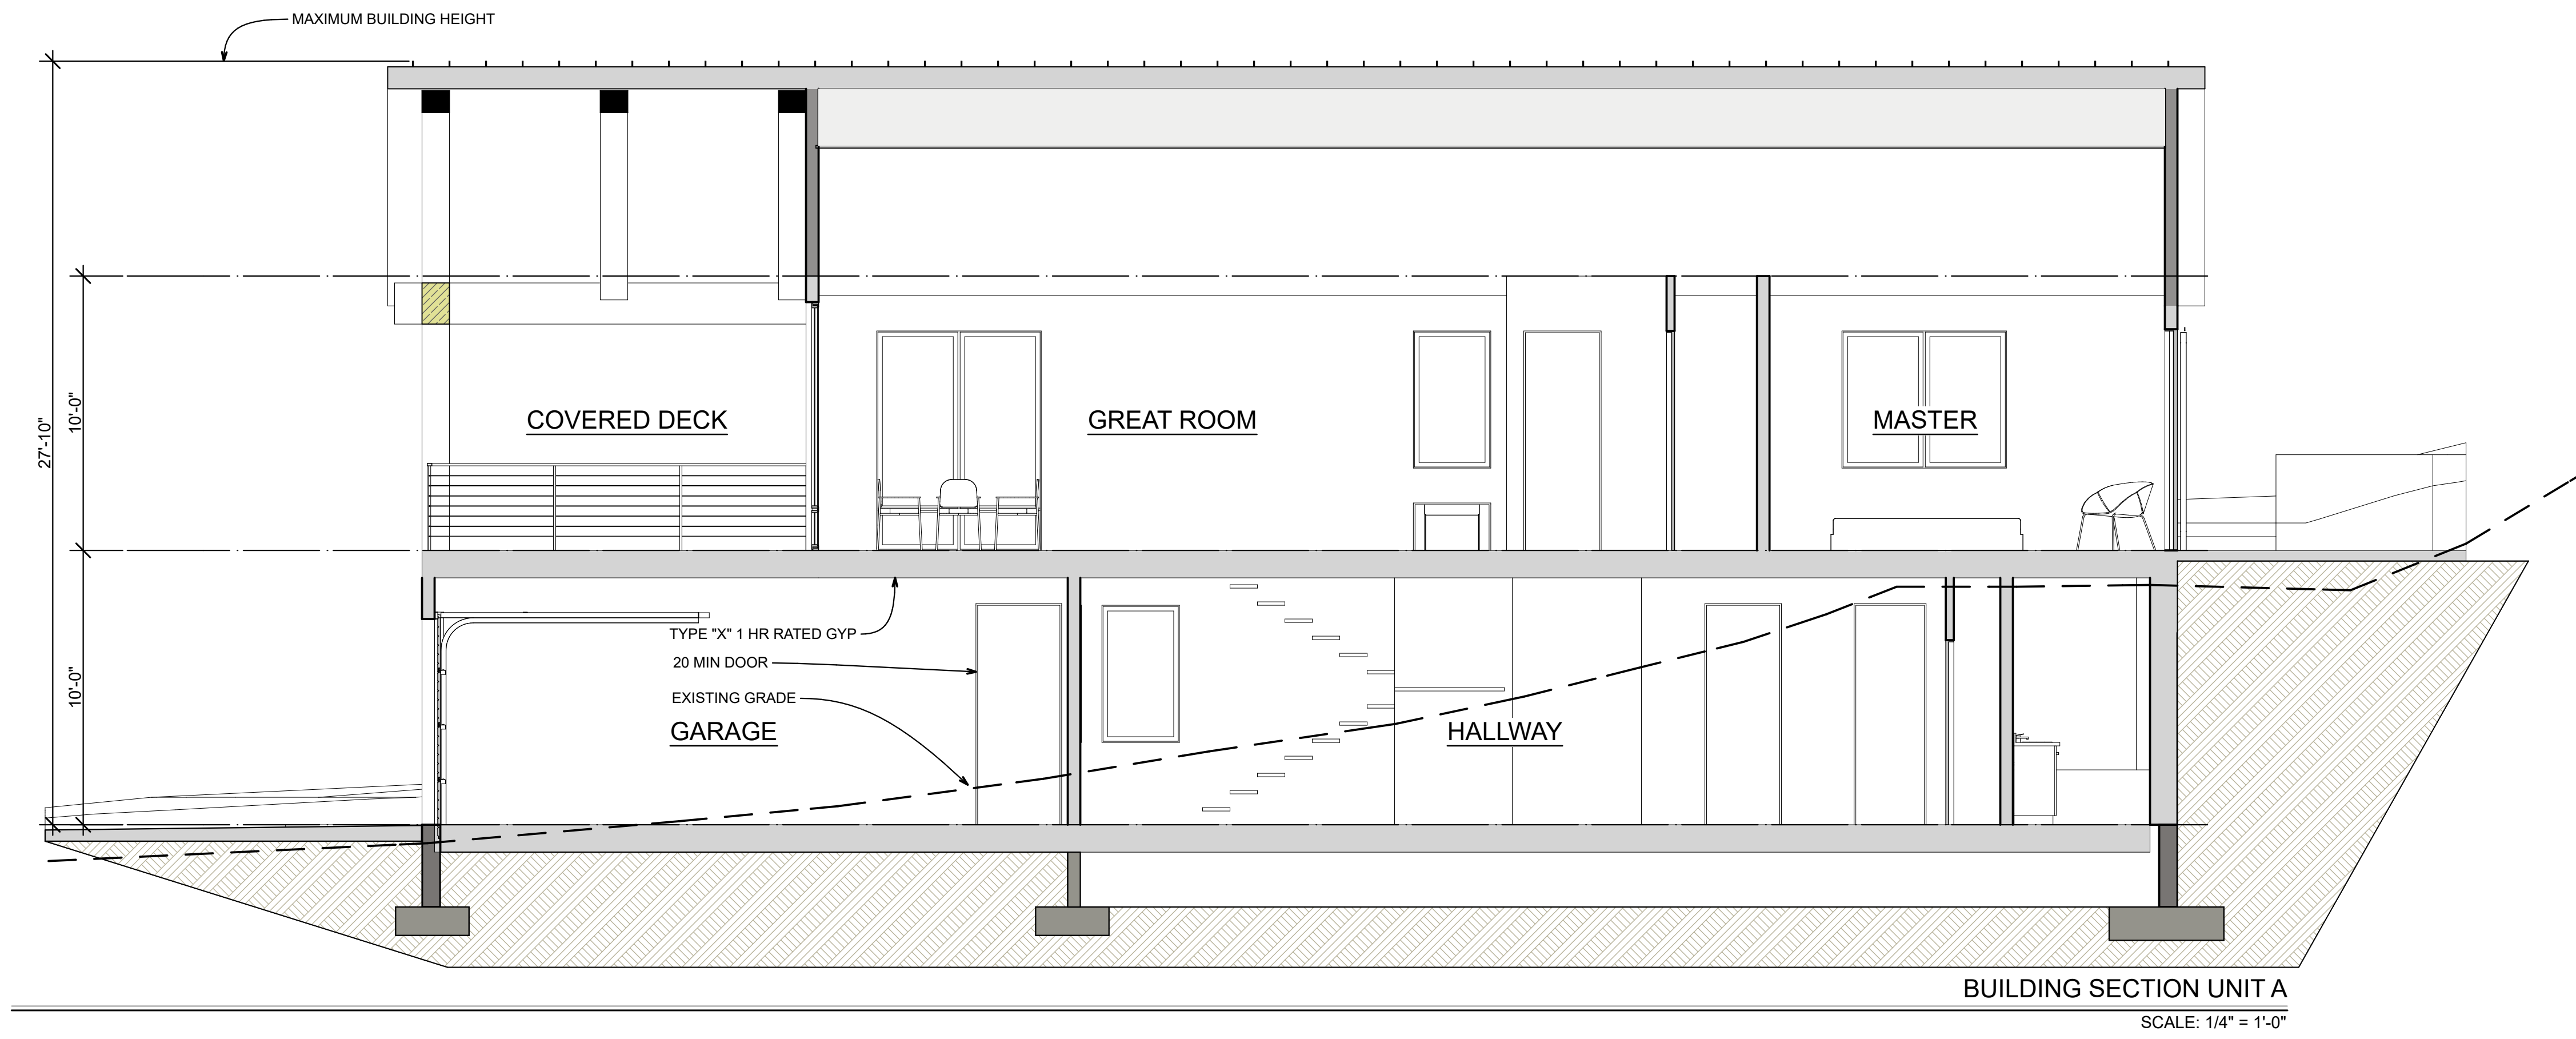 MAXIMUM BUILDING HEIGHT
27'-10"
10'-0"
COVERED DECK
GREAT ROOM
MASTER
TYPE "X" 1 HR RATED GYP
20 MIN DOOR
EXISTING GRADE
10'-0"
GARAGE
HALLWAY
BUILDING SECTION UNIT A
SCALE: 1/4" = 1'-0"